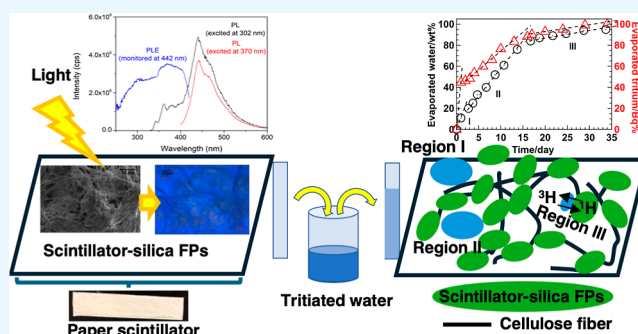 PL
(excited at 302 nm)
PL
(excited at 370 nm)
PLE
(monitored at 442 nm)
Intensity (cps)
6.0x10⁶
0.0
200
300
400
500
600
Wavelength (nm)
Light
Scintillator-silica FPs
Paper scintillator
Tritiated water
Evaporated water/wt%
100
80
60
40
20
0
I
II
III
0
5
10
15
20
25
30
35
Time/day
100
80
60
40
20
0
Evaporated tritium/Bq%
Region I
Region II
³H
¹H
Region III
Scintillator-silica FPs
Cellulose fiber